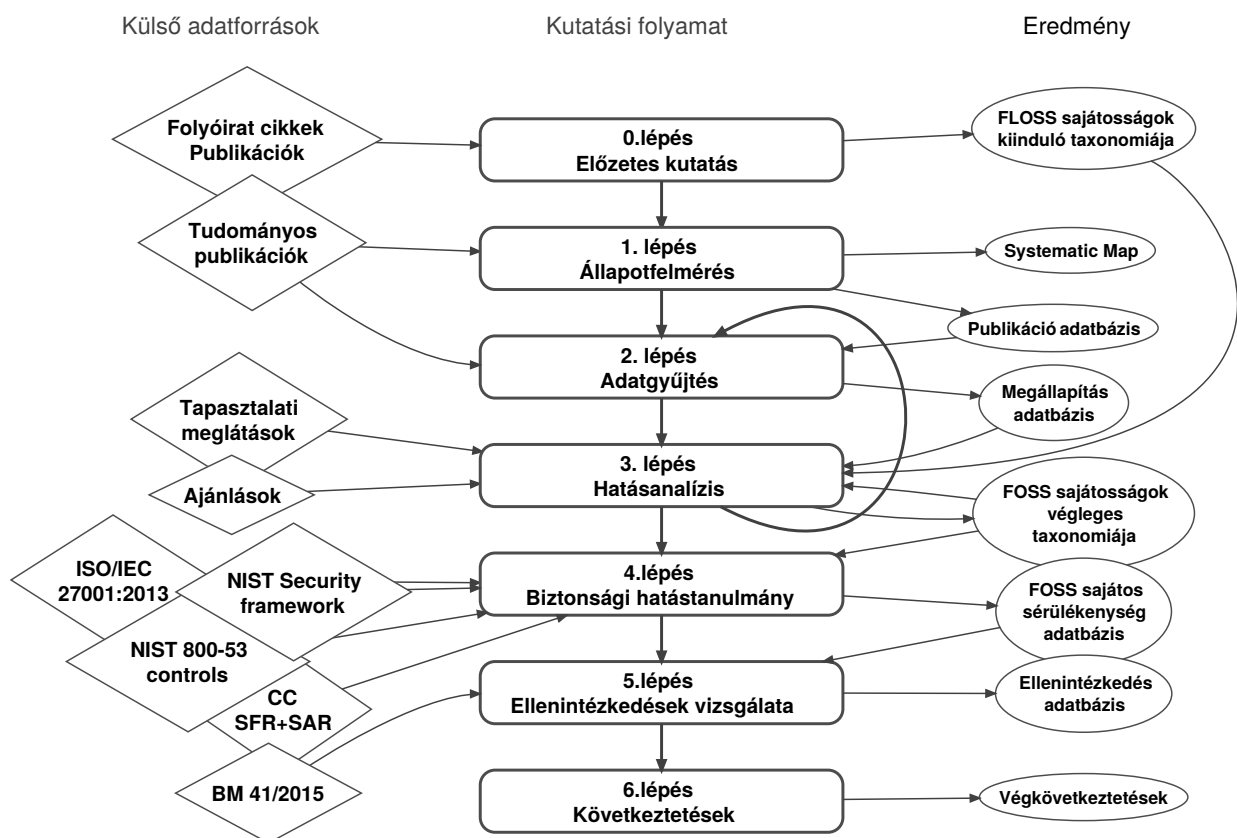 Külső adatforrások
Kutatási folyamat
Eredmény
Folyóirat cikkek
Publikációk
0.lépés
Előzetes kutatás
FLOSS sajátosságok
kiinduló taxonomiája
Tudományos
publikációk
1. lépés
Állapotfelmérés
Systematic Map
Publikáció adatbázis
2. lépés
Adatgyűjtés
Megállapítás
adatbázis
Tapasztalati
meglátások
3. lépés
Hatásanalízis
Ajánlások
FOSS sajátosságok
végleges
taxonomiája
ISO/IEC
27001:2013
NIST Security
framework
4.lépés
Biztonsági hatástanulmány
FOSS sajátos
sérülékenység
adatbázis
NIST 800-53
controls
CC
SFR+SAR
5.lépés
Ellenintézkedések vizsgálata
Ellenintézkedés
adatbázis
BM 41/2015
6.lépés
Következtetések
Végkövetkeztetések